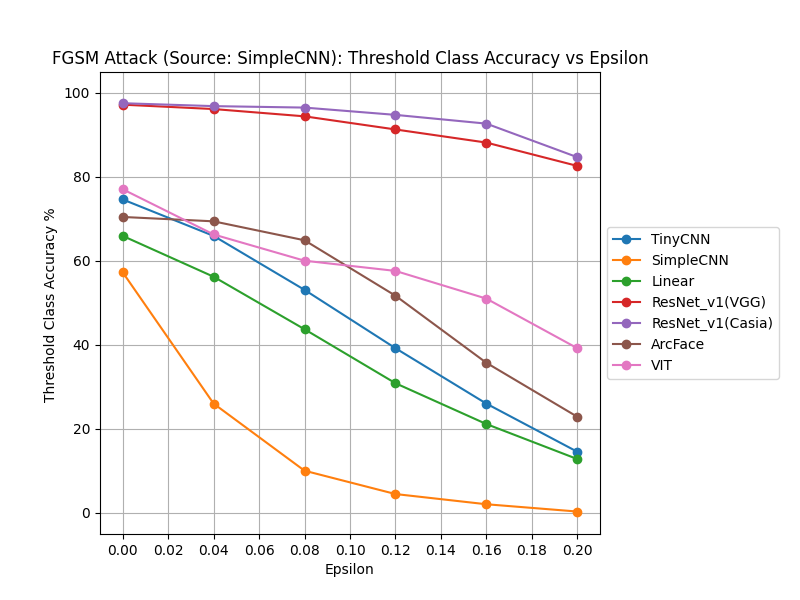 FGSM Attack (Source: SimpleCNN): Threshold Class Accuracy vs Epsilon
Threshold Class Accuracy %
100
80
60
40
20
0
0.00 0.02 0.04 0.06 0.08 0.10 0.12 0.14 0.16 0.18 0.20
Epsilon
TinyCNN
SimpleCNN
Linear
ResNet_v1(VGG)
ResNet_v1(Casia)
ArcFace
VIT